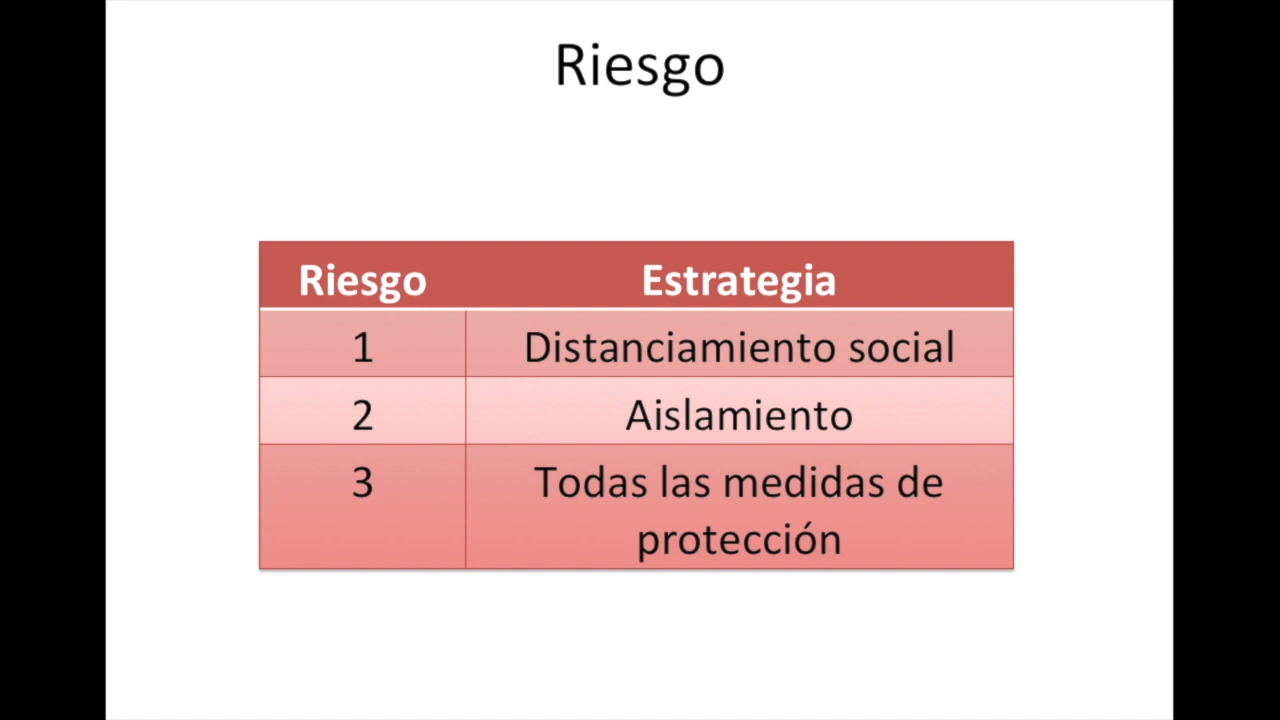 Riesgo
Riesgo Estrategia
1 Distanciamiento social
2 Aislamiento
3 Todas las medidas de
protección